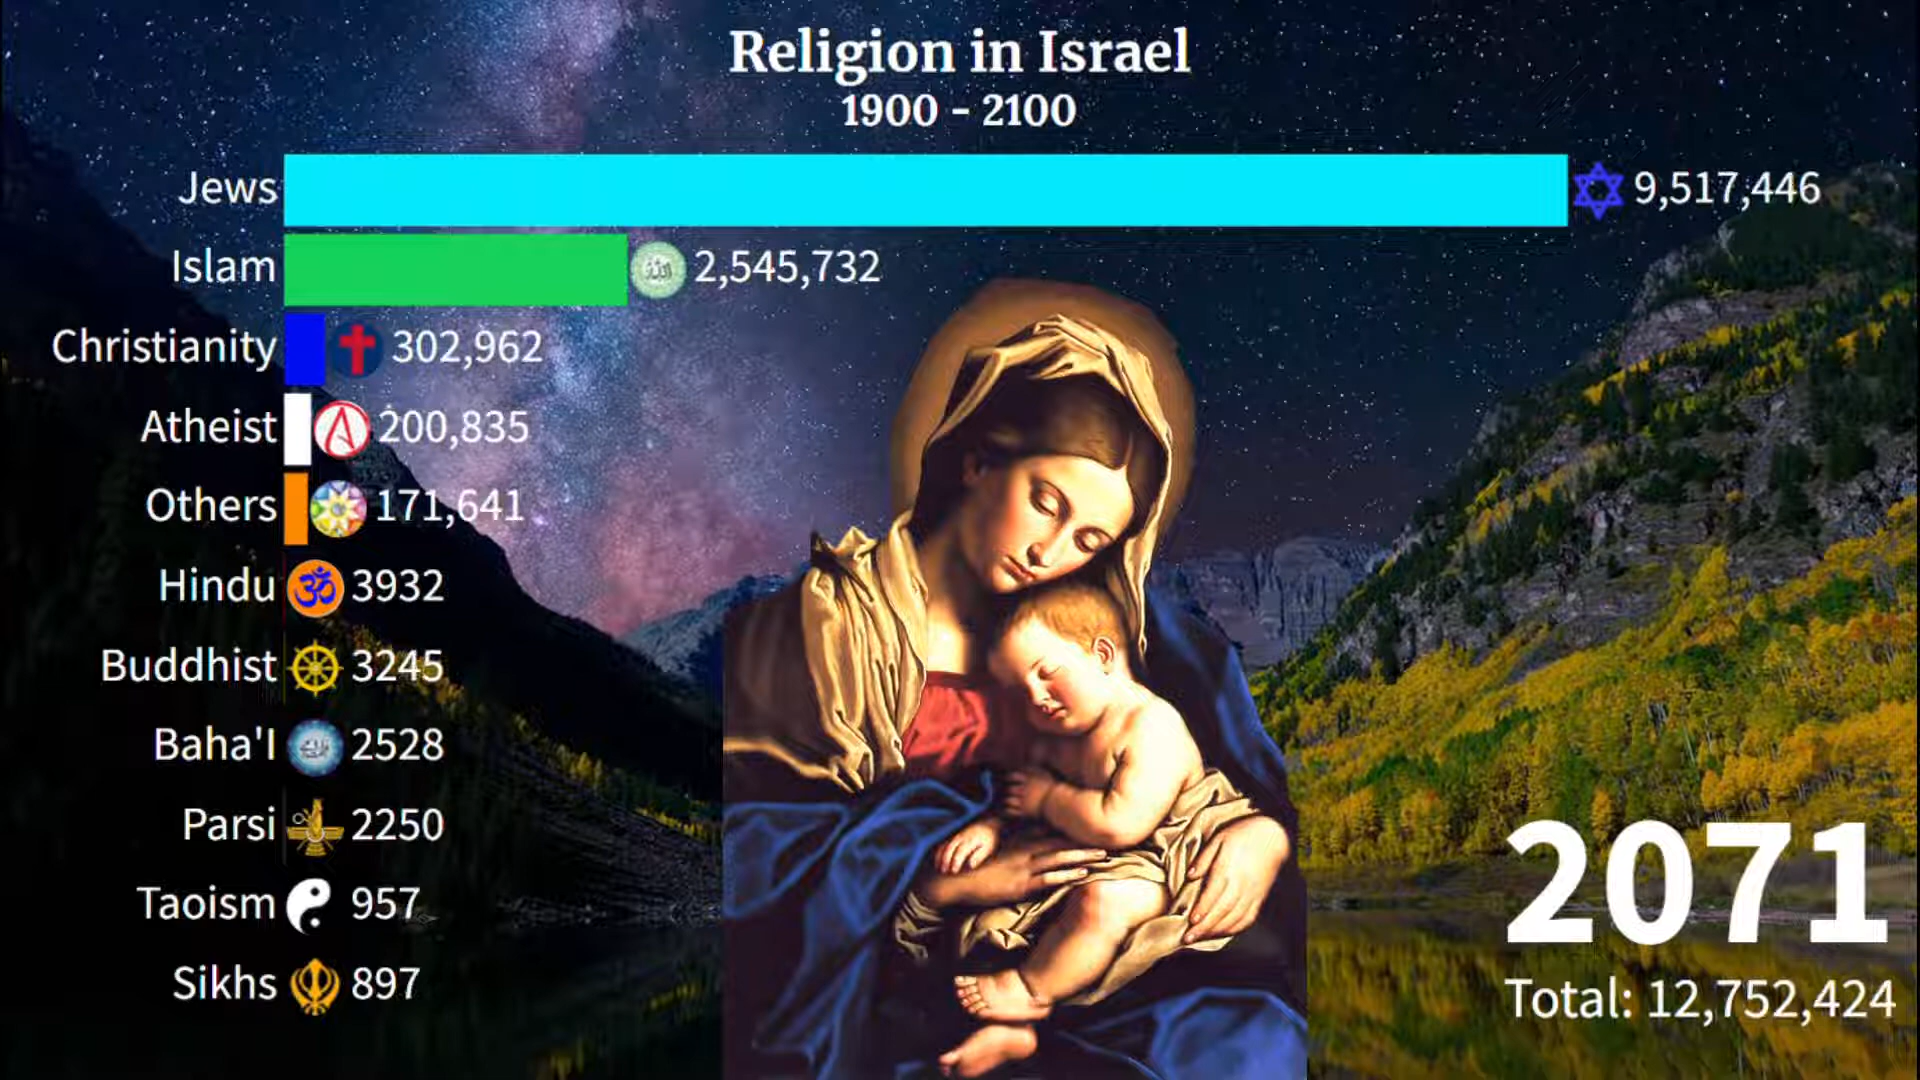 Religion in Israel
1900 - 2100
Jews 9,517,446
Islam 2,545,732
Christianity 302,962
Atheist 200,835
Others 171,641
Hindu 3932
Buddhist 3245
Baha'I 2528
Parsi 2250
Taoism 957
Sikhs 897
2071
Total: 12,752,424